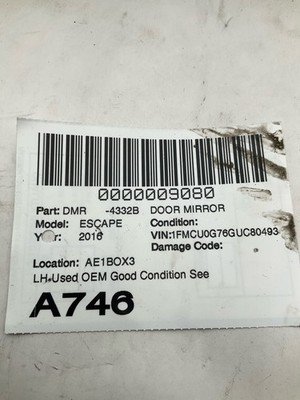 0000009080
Part: DMR -4332B DOOR MIRROR
Model: ESCAPE Condition:
Year: 2016 VIN:1FMCU0G76GUC80493
Damage Code:
Location: AE1BOX3
LH-Used OEM Good Condition See
A746